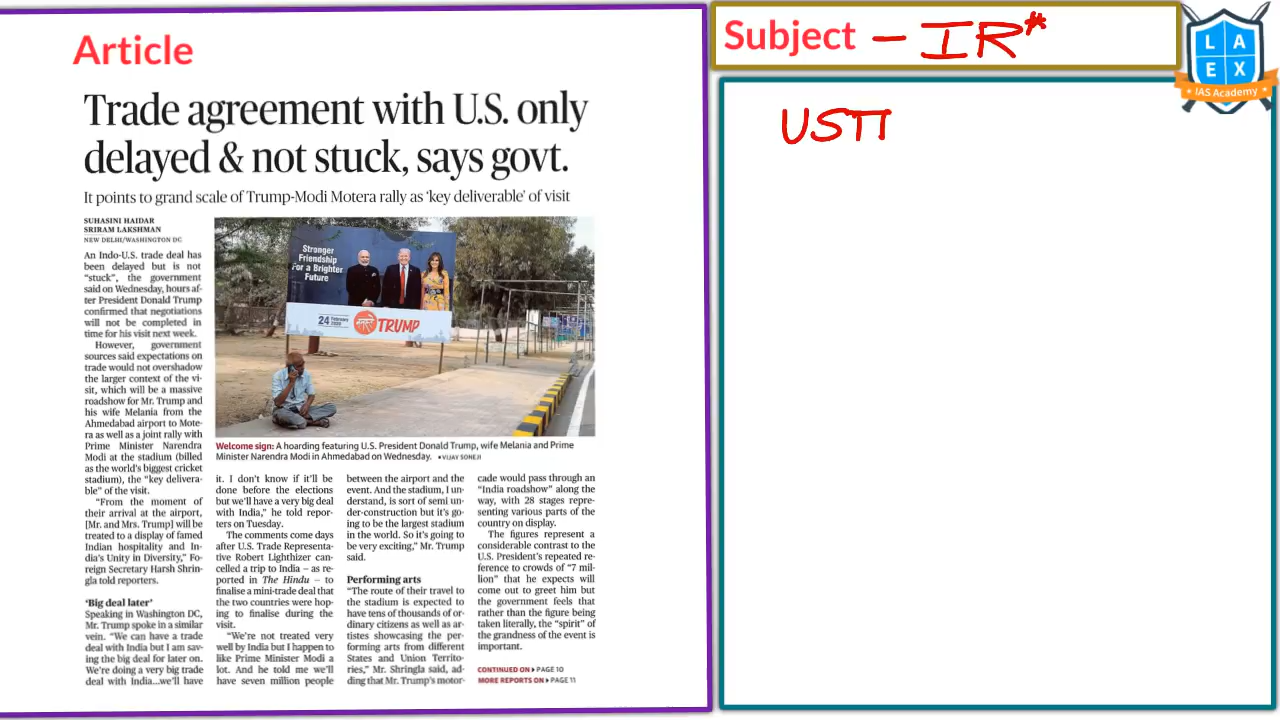 Article
Trade agreement with U.S. only
delayed & not stuck, says govt.
It points to grand scale of Trump-Modi Motera rally as ‘key deliverable’ of visit
SUHASINI HAIDAR
SRIRAM LAKSHMAN
NEW DELHI/WASHINGTON DC
An Indo-U.S. trade deal has
been delayed but is not
“stuck”, the government
said on Wednesday, hours af-
ter President Donald Trump
confirmed that negotiations
will not be completed in
time for his visit next week.
However, government
sources said expectations on
trade would not overshadow
the larger context of the vi-
sit, which will be a massive
roadshow for Mr. Trump and
his wife Melania from the
Ahmedabad airport to Mote-
ra as well as a joint rally with
Prime Minister Narendra
Modi at the stadium (billed
as the world’s biggest cricket
stadium), the “key delivera-
ble” of the visit.
“From the moment of
their arrival at the airport,
[Mr. and Mrs. Trump] will be
treated to a display of famed
Indian hospitality and In-
dia’s Unity in Diversity,” Fo-
reign Secretary Harsh Shrin-
gla told reporters.
‘Big deal later’
Speaking in Washington DC,
Mr. Trump spoke in a similar
vein. “We can have a trade
deal with India but I am sav-
ing the big deal for later on.
We’re doing a very big trade
deal with India...we’ll have
Stronger
Friendship
For a Brighter
Future
24 February
2020
नमस्ते TRUMP
Welcome sign: A hoarding featuring U.S. President Donald Trump, wife Melania and Prime
Minister Narendra Modi in Ahmedabad on Wednesday. • VIJAY SONEJI
it. I don’t know if it’ll be
done before the elections
but we’ll have a very big deal
with India,” he told repor-
ters on Tuesday.
The comments come days
after U.S. Trade Representa-
tive Robert Lighthizer can-
celled a trip to India – as re-
ported in The Hindu – to
finalise a mini-trade deal that
the two countries were hop-
ing to finalise during the
visit.
“We’re not treated very
well by India but I happen to
like Prime Minister Modi a
lot. And he told me we’ll
have seven million people
between the airport and the
event. And the stadium, I un-
derstand, is sort of semi un-
der-construction but it’s go-
ing to be the largest stadium
in the world. So it’s going to
be very exciting,” Mr. Trump
said.
Performing arts
“The route of their travel to
the stadium is expected to
have tens of thousands of or-
dinary citizens as well as ar-
tistes showcasing the per-
forming arts from different
States and Union Territo-
ries,” Mr. Shringla said, ad-
ding that Mr. Trump’s motor-
cade would pass through an
“India roadshow” along the
way, with 28 stages repre-
senting various parts of the
country on display.
The figures represent a
considerable contrast to the
U.S. President’s repeated re-
ference to crowds of “7 mil-
lion” that he expects will
come out to greet him but
the government feels that
rather than the figure being
taken literally, the “spirit” of
the grandness of the event is
important.
CONTINUED ON ▸ PAGE 10
MORE REPORTS ON ▸ PAGE 11
Subject - IR*
LA
EX
IAS Academy